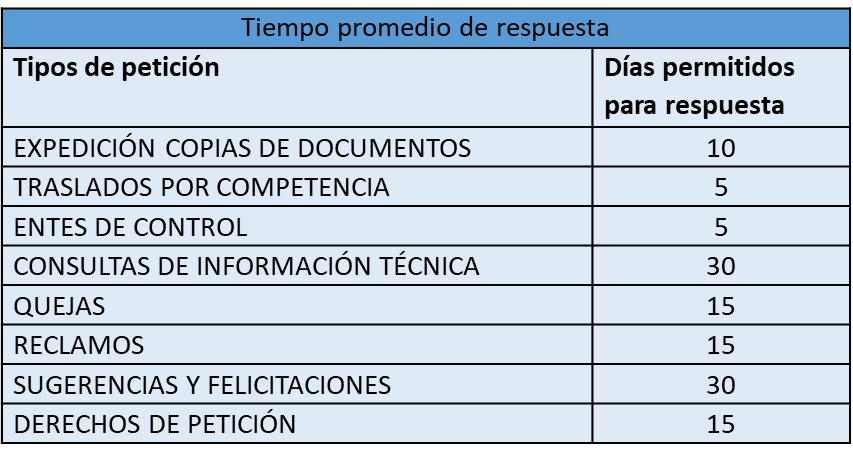 Tiempo promedio de respuesta
Tipos de petición
Días permitidos
para respuesta
EXPEDICIÓN COPIAS DE DOCUMENTOS 10
TRASLADOS POR COMPETENCIA 5
ENTES DE CONTROL 5
CONSULTAS DE INFORMACIÓN TÉCNICA 30
QUEJAS 15
RECLAMOS 15
SUGERENCIAS Y FELICITACIONES 30
DERECHOS DE PETICIÓN 15